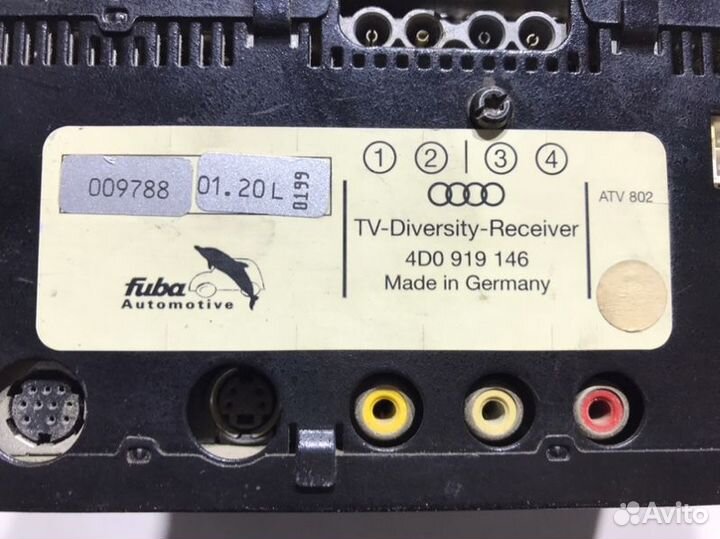 009788 01.20L 0199
① ② | ③ ④
TV-Diversity-Receiver
4D0 919 146
Made in Germany
ATV 802
fuba
Automotive
Avito